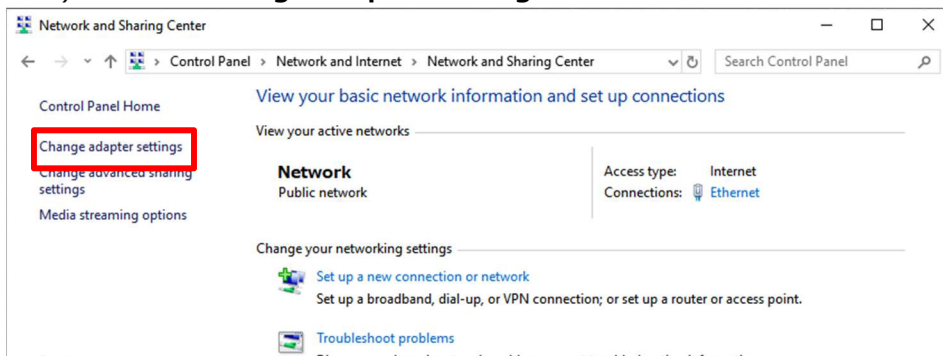 Network and Sharing Center
Control Panel > Network and Internet > Network and Sharing Center
Search Control Panel
Control Panel Home
Change adapter settings
Change advanced sharing
settings
Media streaming options
View your basic network information and set up connections
View your active networks
Network
Public network
Access type: Internet
Connections: Ethernet
Change your networking settings
Set up a new connection or network
Set up a broadband, dial-up, or VPN connection; or set up a router or access point.
Troubleshoot problems